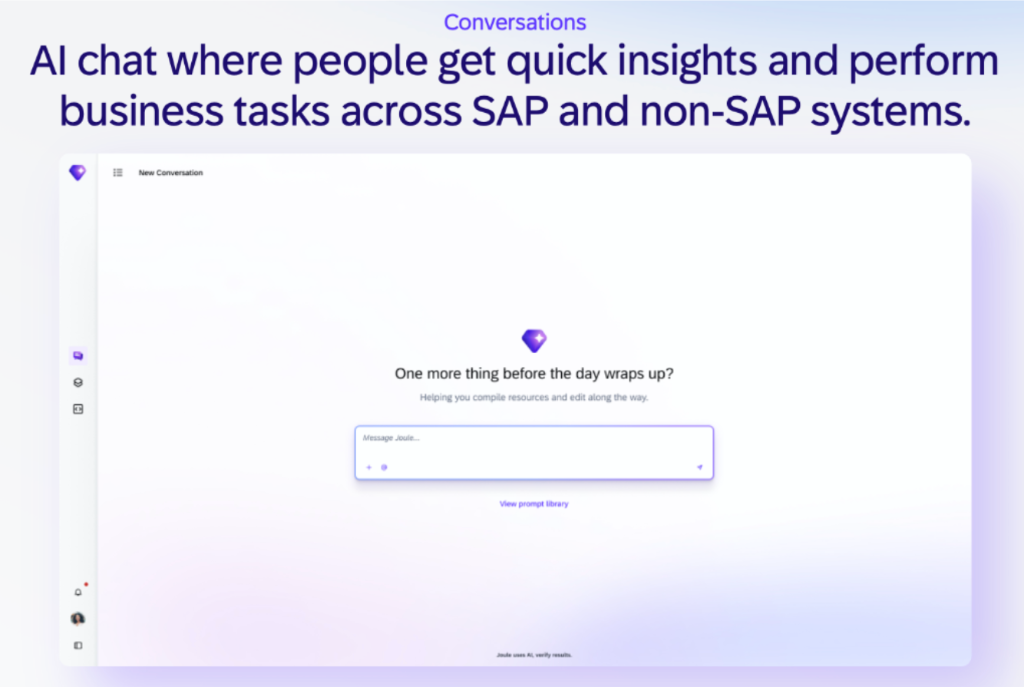 Conversations
AI chat where people get quick insights and perform
business tasks across SAP and non-SAP systems.
New Conversation
One more thing before the day wraps up?
Helping you compile resources and edit along the way.
Message Joule...
View prompt library
Joule uses AI, verify results.